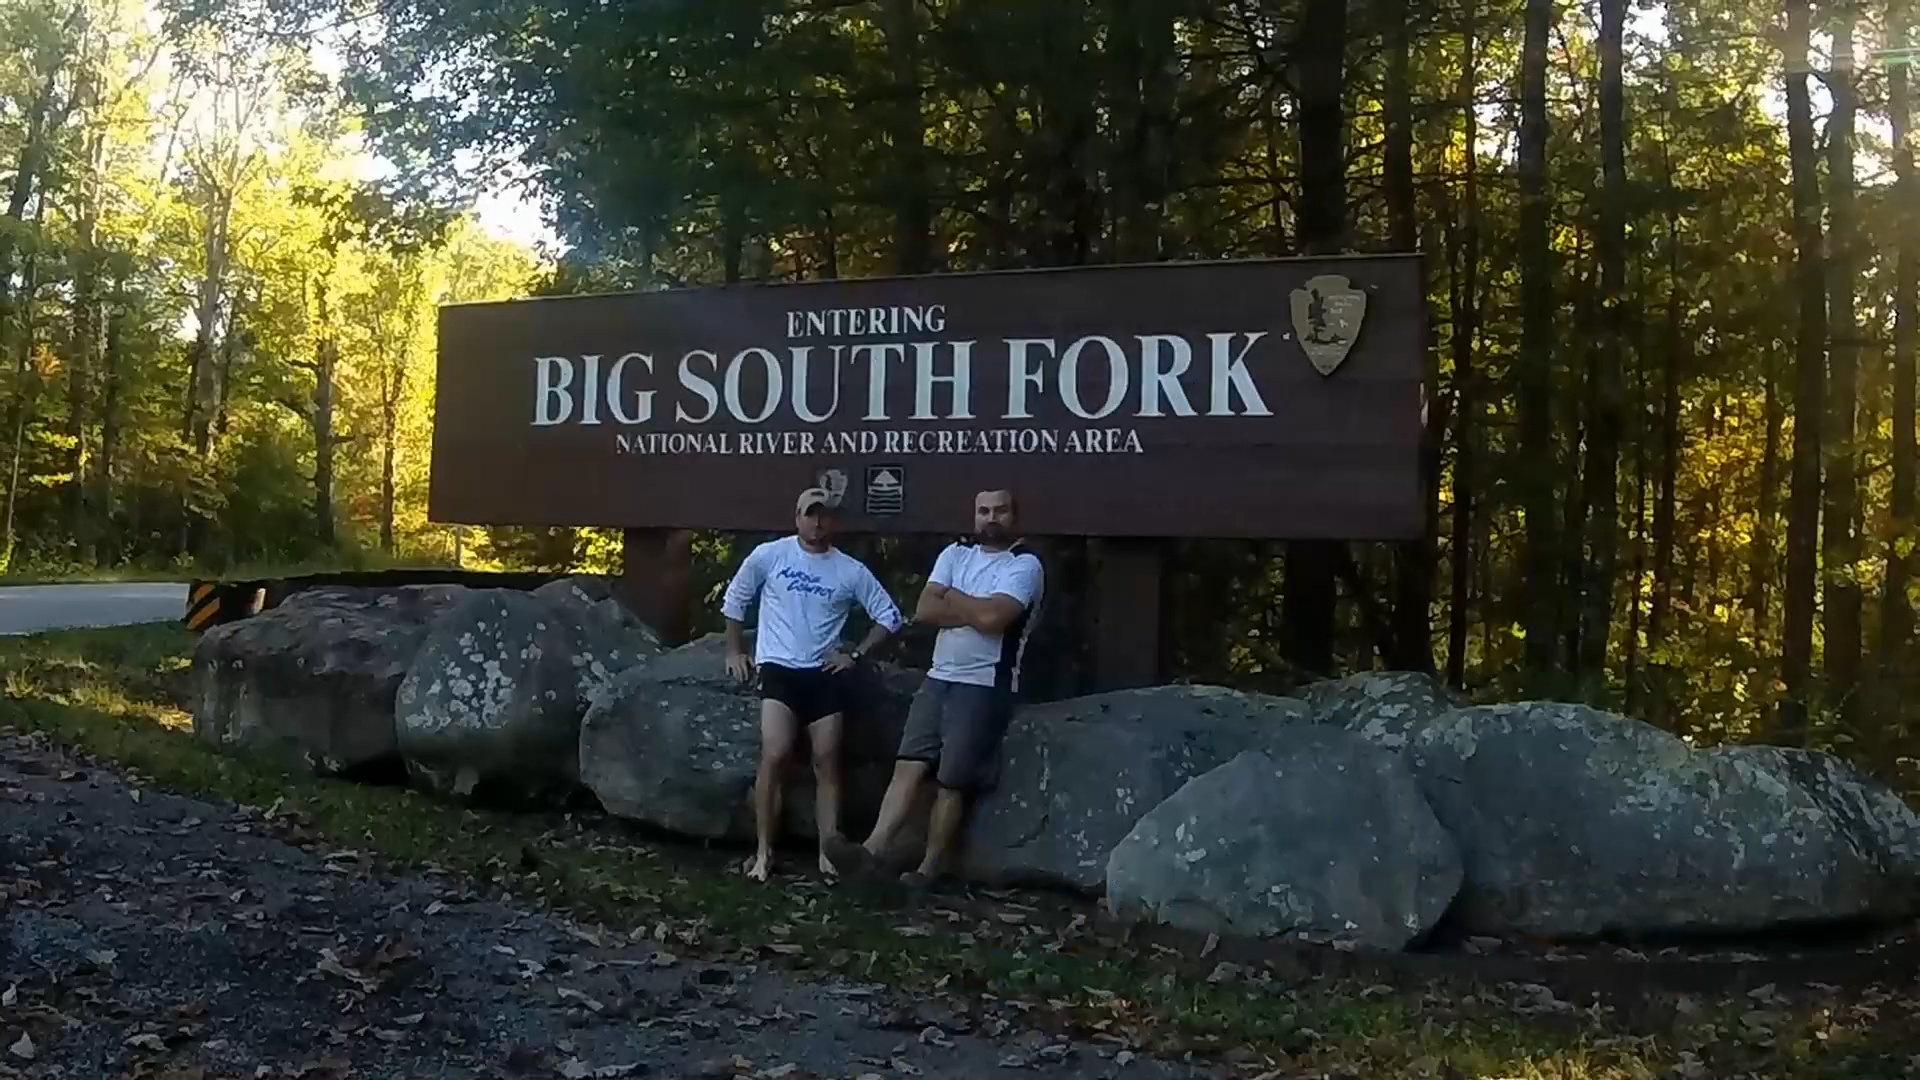 ENTERING
BIG SOUTH FORK
NATIONAL RIVER AND RECREATION AREA